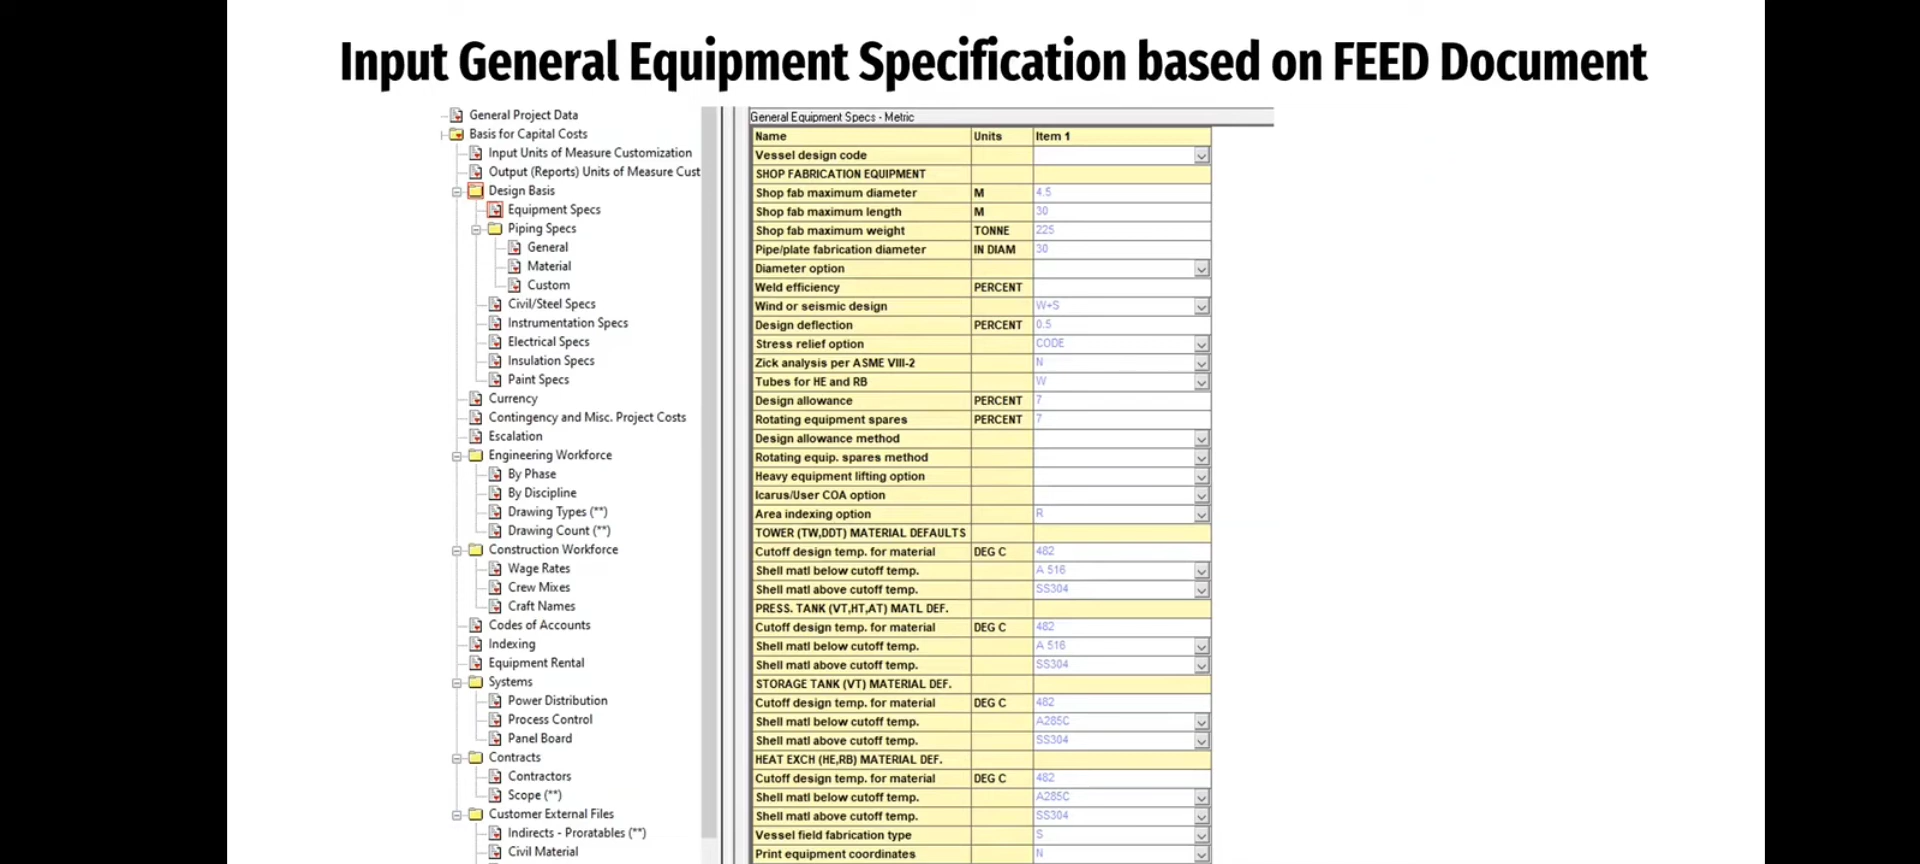 Input General Equipment Specification based on FEED Document
General Project Data
Basis for Capital Costs
Input Units of Measure Customization
Output (Reports) Units of Measure Cust
Design Basis
Equipment Specs
Piping Specs
General
Material
Custom
Civil/Steel Specs
Instrumentation Specs
Electrical Specs
Insulation Specs
Paint Specs
Currency
Contingency and Misc. Project Costs
Escalation
Engineering Workforce
By Phase
By Discipline
Drawing Types (**)
Drawing Count (**)
Construction Workforce
Wage Rates
Crew Mixes
Craft Names
Codes of Accounts
Indexing
Equipment Rental
Systems
Power Distribution
Process Control
Panel Board
Contracts
Contractors
Scope (**)
Customer External Files
Indirects - Proratables (**)
Civil Material
General Equipment Specs - Metric
Name Units Item 1
Vessel design code
SHOP FABRICATION EQUIPMENT
Shop fab maximum diameter M 4.5
Shop fab maximum length M 30
Shop fab maximum weight TONNE 225
Pipe/plate fabrication diameter IN DIAM 30
Diameter option
Weld efficiency PERCENT
Wind or seismic design W+S
Design deflection PERCENT 0.5
Stress relief option CODE
Zick analysis per ASME VIII-2 N
Tubes for HE and RB W
Design allowance PERCENT 7
Rotating equipment spares PERCENT 7
Design allowance method
Rotating equip. spares method
Heavy equipment lifting option
Icarus/User COA option
Area indexing option R
TOWER (TW,DDT) MATERIAL DEFAULTS
Cutoff design temp. for material DEG C 482
Shell matl below cutoff temp. A 516
Shell matl above cutoff temp. SS304
PRESS. TANK (VT,HT,AT) MATL DEF.
Cutoff design temp. for material DEG C 482
Shell matl below cutoff temp. A 516
Shell matl above cutoff temp. SS304
STORAGE TANK (VT) MATERIAL DEF.
Cutoff design temp. for material DEG C 482
Shell matl below cutoff temp. A285C
Shell matl above cutoff temp. SS304
HEAT EXCH (HE,RB) MATERIAL DEF.
Cutoff design temp. for material DEG C 482
Shell matl below cutoff temp. A285C
Shell matl above cutoff temp. SS304
Vessel field fabrication type S
Print equipment coordinates N